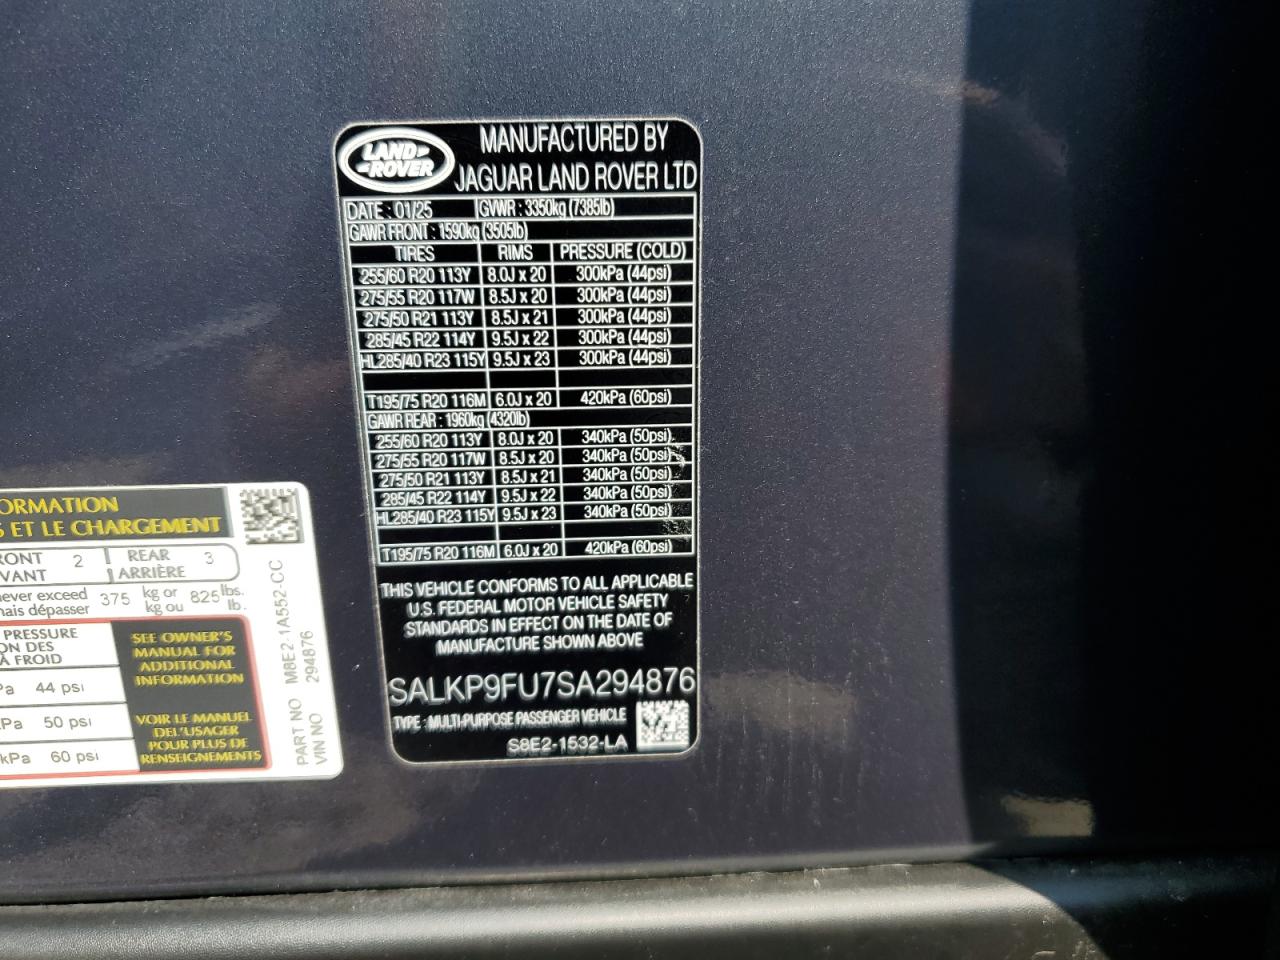 LAND ROVER
MANUFACTURED BY
JAGUAR LAND ROVER LTD
DATE : 01/25 GVWR : 3350kg (7385lb)
GAWR FRONT : 1590kg (3505lb)
TIRES RIMS PRESSURE (COLD)
255/60 R20 113Y 8.0J x 20 300kPa (44psi)
275/55 R20 117W 8.5J x 20 300kPa (44psi)
275/50 R21 113Y 8.5J x 21 300kPa (44psi)
285/45 R22 114Y 9.5J x 22 300kPa (44psi)
HL285/40 R23 115Y 9.5J x 23 300kPa (44psi)
T195/75 R20 116M 6.0J x 20 420kPa (60psi)
GAWR REAR : 1960kg (4320lb)
255/60 R20 113Y 8.0J x 20 340kPa (50psi)
275/55 R20 117W 8.5J x 20 340kPa (50psi)
275/50 R21 113Y 8.5J x 21 340kPa (50psi)
285/45 R22 114Y 9.5J x 22 340kPa (50psi)
HL285/40 R23 115Y 9.5J x 23 340kPa (50psi)
T195/75 R20 116M 6.0J x 20 420kPa (60psi)
THIS VEHICLE CONFORMS TO ALL APPLICABLE
U.S. FEDERAL MOTOR VEHICLE SAFETY
STANDARDS IN EFFECT ON THE DATE OF
MANUFACTURE SHOWN ABOVE
SALKP9FU7SA294876
TYPE : MULTI-PURPOSE PASSENGER VEHICLE
S8E2-1532-LA
ORMATION
S ET LE CHARGEMENT
RONT 2 REAR 3
VANT ARRIÈRE
never exceed 375 kg or 825 lbs.
mais dépasser kg ou lb.
PRESSURE
ON DES
À FROID
Pa 44 psi
kPa 50 psi
kPa 60 psi
SEE OWNER'S
MANUAL FOR
ADDITIONAL
INFORMATION
VOIR LE MANUEL
DE L'USAGER
POUR PLUS DE
RENSEIGNEMENTS
PART NO M8E2-1A552-CC
VIN NO 294876